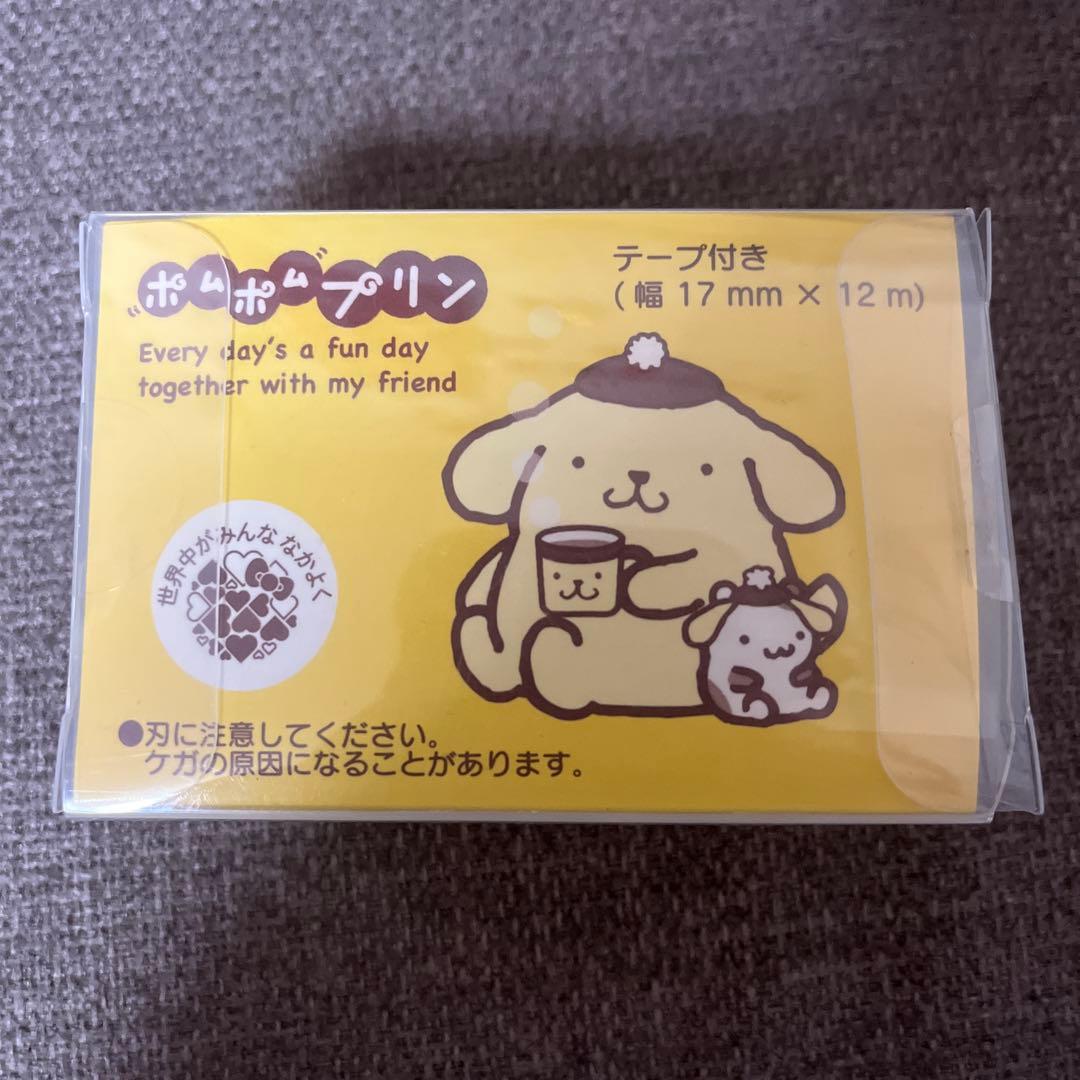 ポムポムプリン
Every day's a fun day
together with my friend
テープ付き
(幅 17 mm × 12 m)
世界中がみんななかよく
●刃に注意してください。
ケガの原因になることがあります。